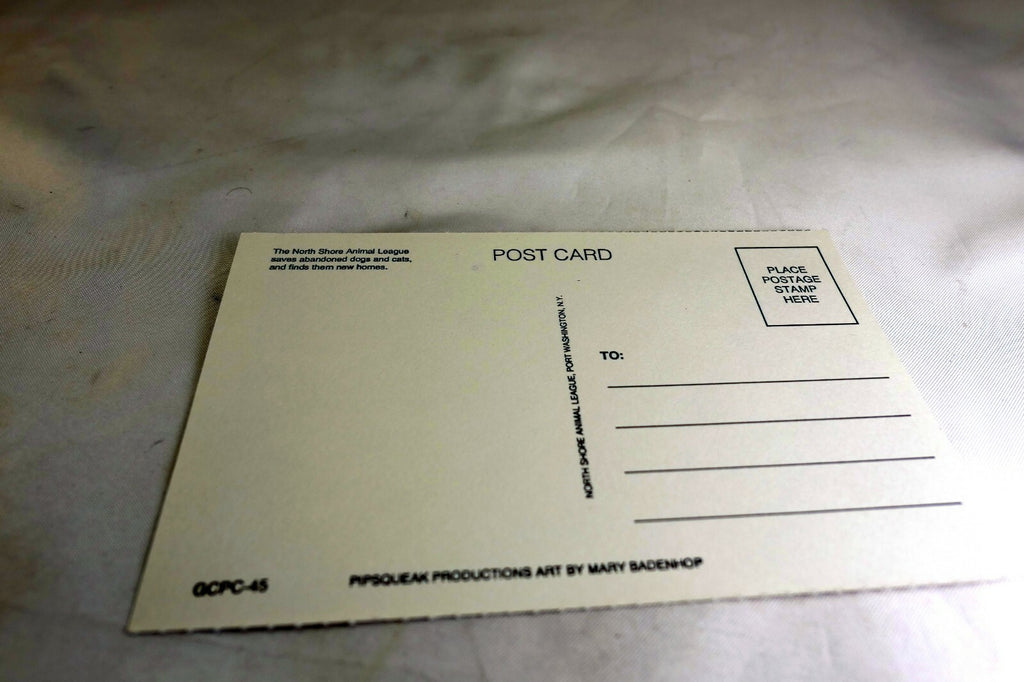 The North Shore Animal League
saves abandoned dogs and cats,
and finds them new homes.
POST CARD
PLACE
POSTAGE
STAMP
HERE
NORTH SHORE ANIMAL LEAGUE, PORT WASHINGTON, N.Y.
TO:
GCPC-45
PIPSQUEAK PRODUCTIONS ART BY MARY BADENHOP